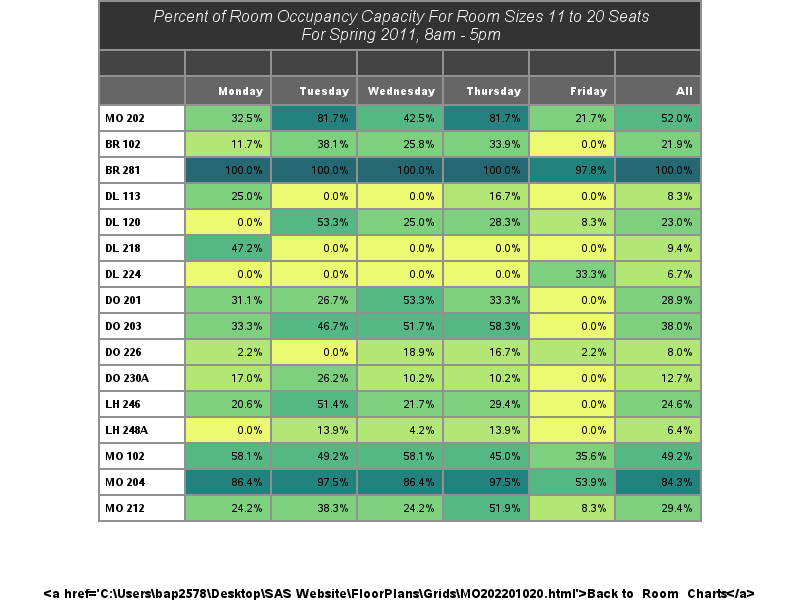 Percent of Room Occupancy Capacity For Room Sizes 11 to 20 Seats
For Spring 2011, 8am - 5pm
Monday Tuesday Wednesday Thursday Friday All
MO 202 32.5% 81.7% 42.5% 81.7% 21.7% 52.0%
BR 102 11.7% 38.1% 25.8% 33.9% 0.0% 21.9%
BR 281 100.0% 100.0% 100.0% 100.0% 97.8% 100.0%
DL 113 25.0% 0.0% 0.0% 16.7% 0.0% 8.3%
DL 120 0.0% 53.3% 25.0% 28.3% 8.3% 23.0%
DL 218 47.2% 0.0% 0.0% 0.0% 0.0% 9.4%
DL 224 0.0% 0.0% 0.0% 0.0% 33.3% 6.7%
DO 201 31.1% 26.7% 53.3% 33.3% 0.0% 28.9%
DO 203 33.3% 46.7% 51.7% 58.3% 0.0% 38.0%
DO 226 2.2% 0.0% 18.9% 16.7% 2.2% 8.0%
DO 230A 17.0% 26.2% 10.2% 10.2% 0.0% 12.7%
LH 246 20.6% 51.4% 21.7% 29.4% 0.0% 24.6%
LH 248A 0.0% 13.9% 4.2% 13.9% 0.0% 6.4%
MO 102 58.1% 49.2% 58.1% 45.0% 35.6% 49.2%
MO 204 86.4% 97.5% 86.4% 97.5% 53.9% 84.3%
MO 212 24.2% 38.3% 24.2% 51.9% 8.3% 29.4%
<a href='C:\Users\bap2578\Desktop\SAS Website\FloorPlans\Grids\MO202201020.html'>Back to Room Charts</a>